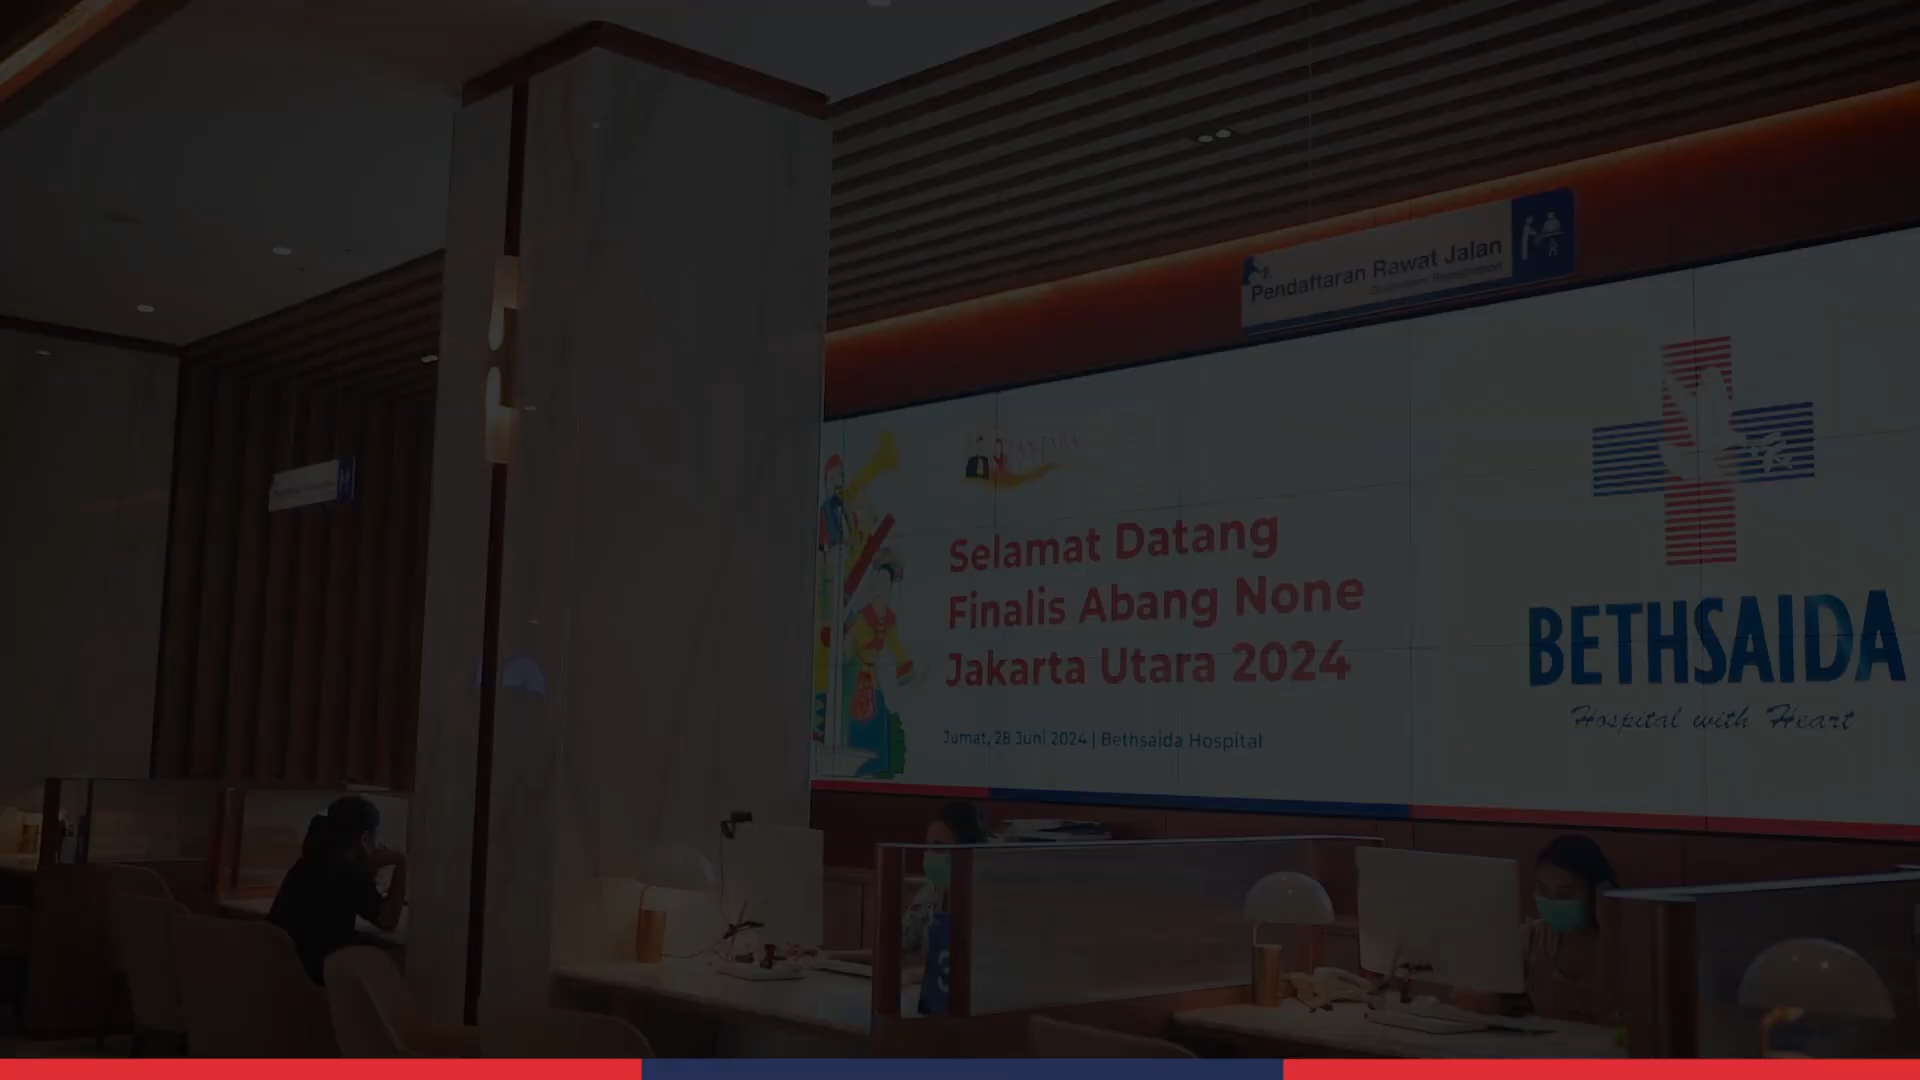 Pendaftaran Rawat Jalan
Selamat Datang
Finalis Abang None
Jakarta Utara 2024
Jumat, 28 Juni 2024 | Bethsaida Hospital
BETHSAIDA
Hospital with Heart
3